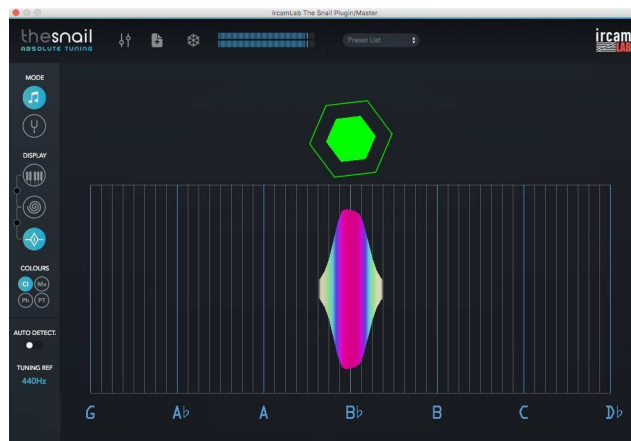 IrcamLab The Snail Plugin/Master
thesnail
ABSOLUTE TUNING
Preset List
ircam
LAB
MODE
DISPLAY
COLOURS
Cl Mo
Ph PT
AUTO DETECT.
TUNING REF
440Hz
G A♭ A B♭ B C D♭